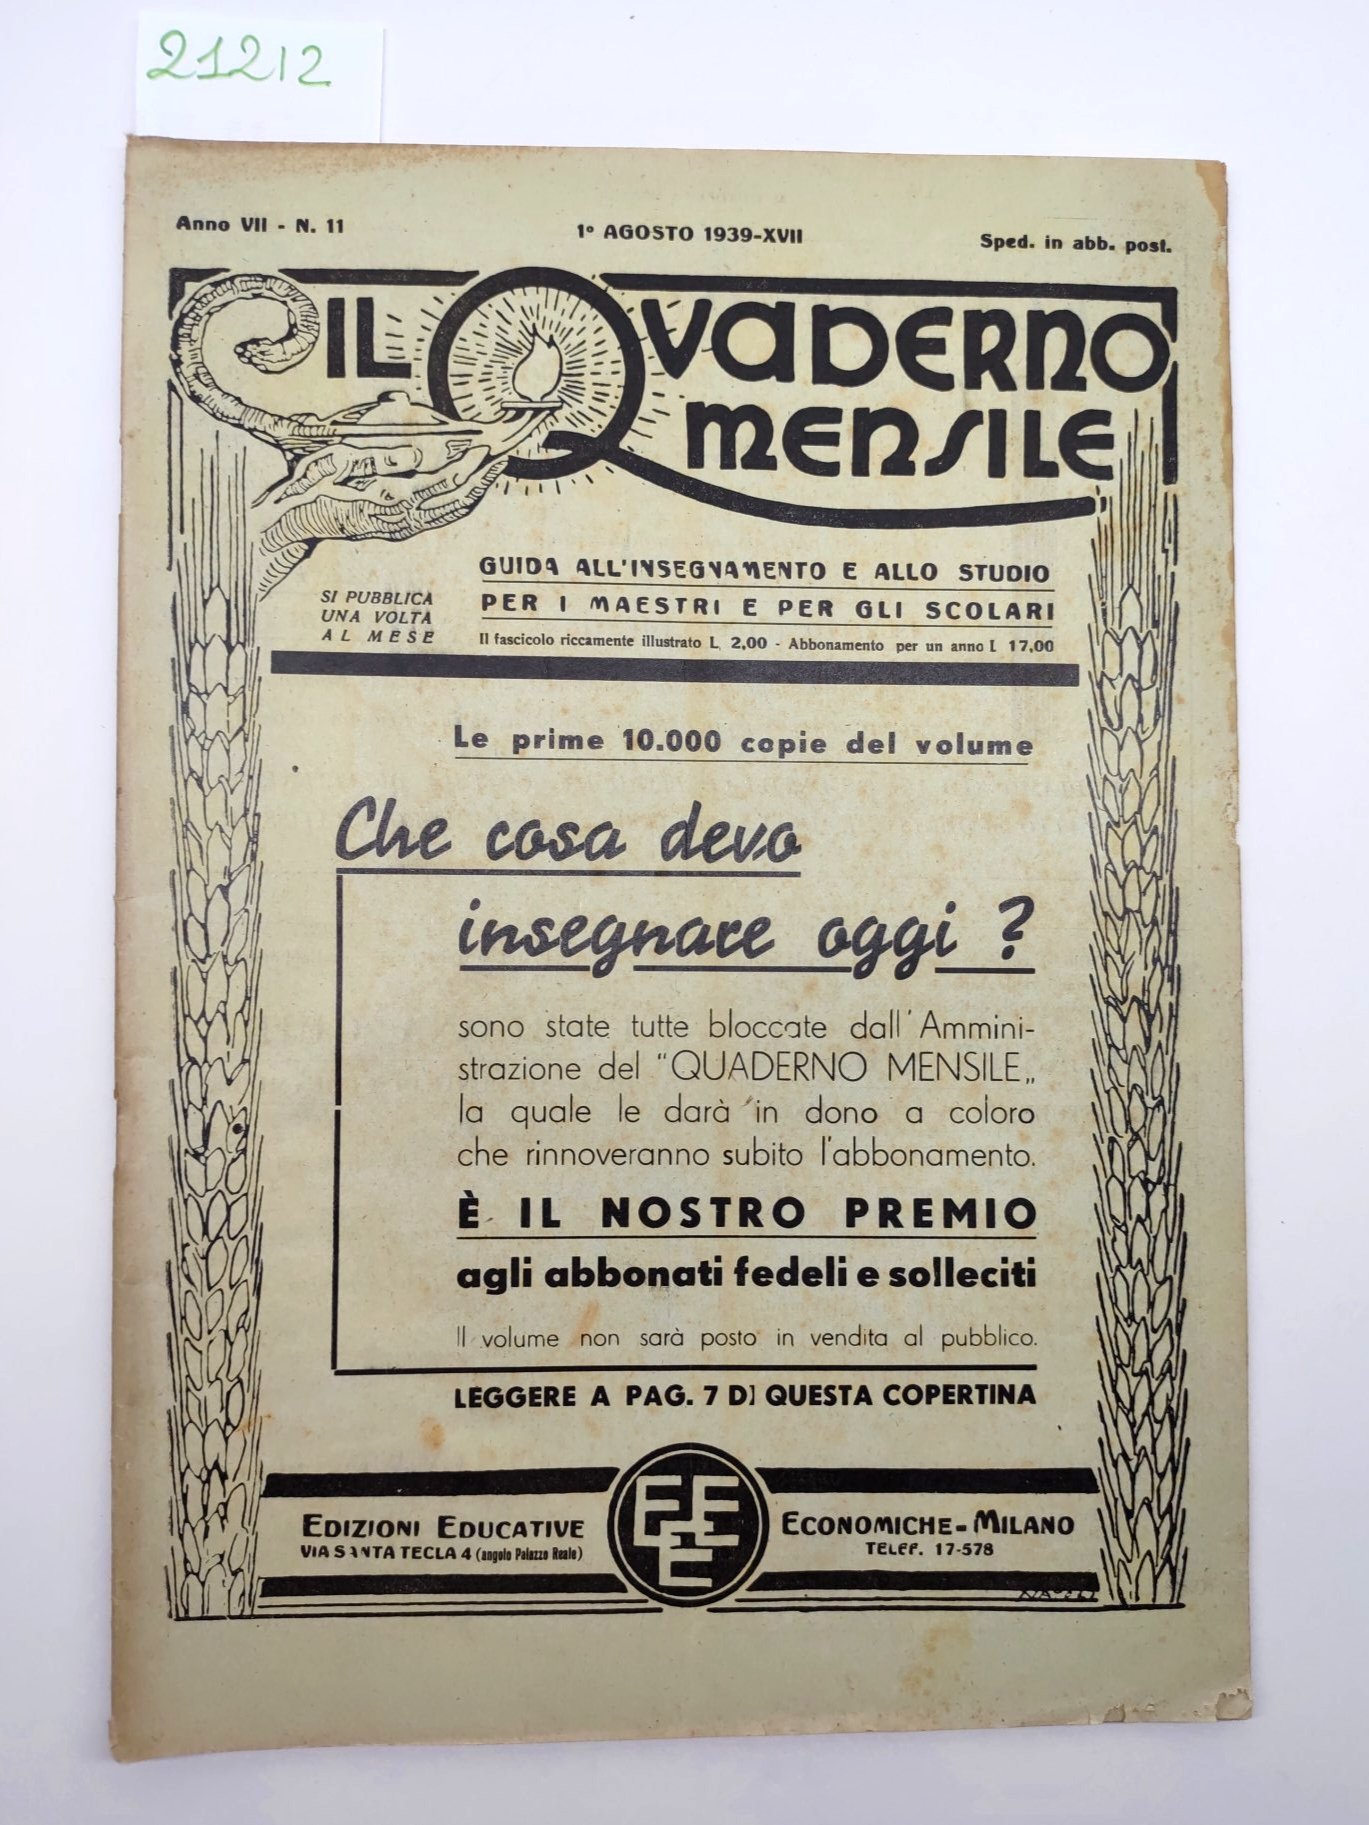 21212
Anno VII - N. 11
1º AGOSTO 1939-XVII
Sped. in abb. post.
IL QVADERNO
MENSILE
SI PUBBLICA
UNA VOLTA
AL MESE
GUIDA ALL'INSEGNAMENTO E ALLO STUDIO
PER I MAESTRI E PER GLI SCOLARI
Il fascicolo riccamente illustrato L. 2,00 - Abbonamento per un anno L 17,00
Le prime 10.000 copie del volume
Che cosa devo
insegnare oggi ?
sono state tutte bloccate dall'Ammini-
strazione del "QUADERNO MENSILE„
la quale le darà in dono a coloro
che rinnoveranno subito l'abbonamento.
È IL NOSTRO PREMIO
agli abbonati fedeli e solleciti
Il volume non sarà posto in vendita al pubblico.
LEGGERE A PAG. 7 DI QUESTA COPERTINA
EDIZIONI EDUCATIVE
VIA SANTA TECLA 4 (angolo Palazzo Reale)
EEE
E
ECONOMICHE-MILANO
TELEF. 17-578